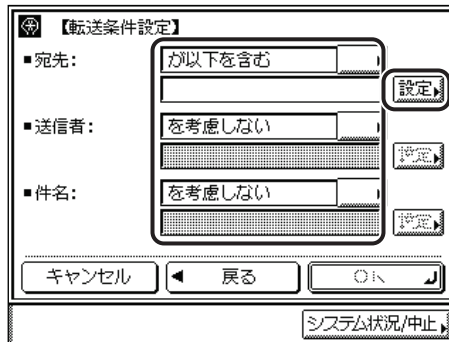 【転送条件設定】
■宛先:
が以下を含む
設定
■送信者:
を考慮しない
設定
■件名:
を考慮しない
設定
キャンセル
◀ 戻る
OK
システム状況/中止